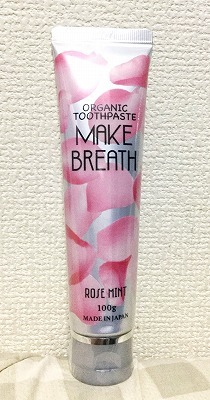 ORGANIC
TOOTHPASTE
MAKE
BREATH
ROSE MINT
100g
MADE IN JAPAN